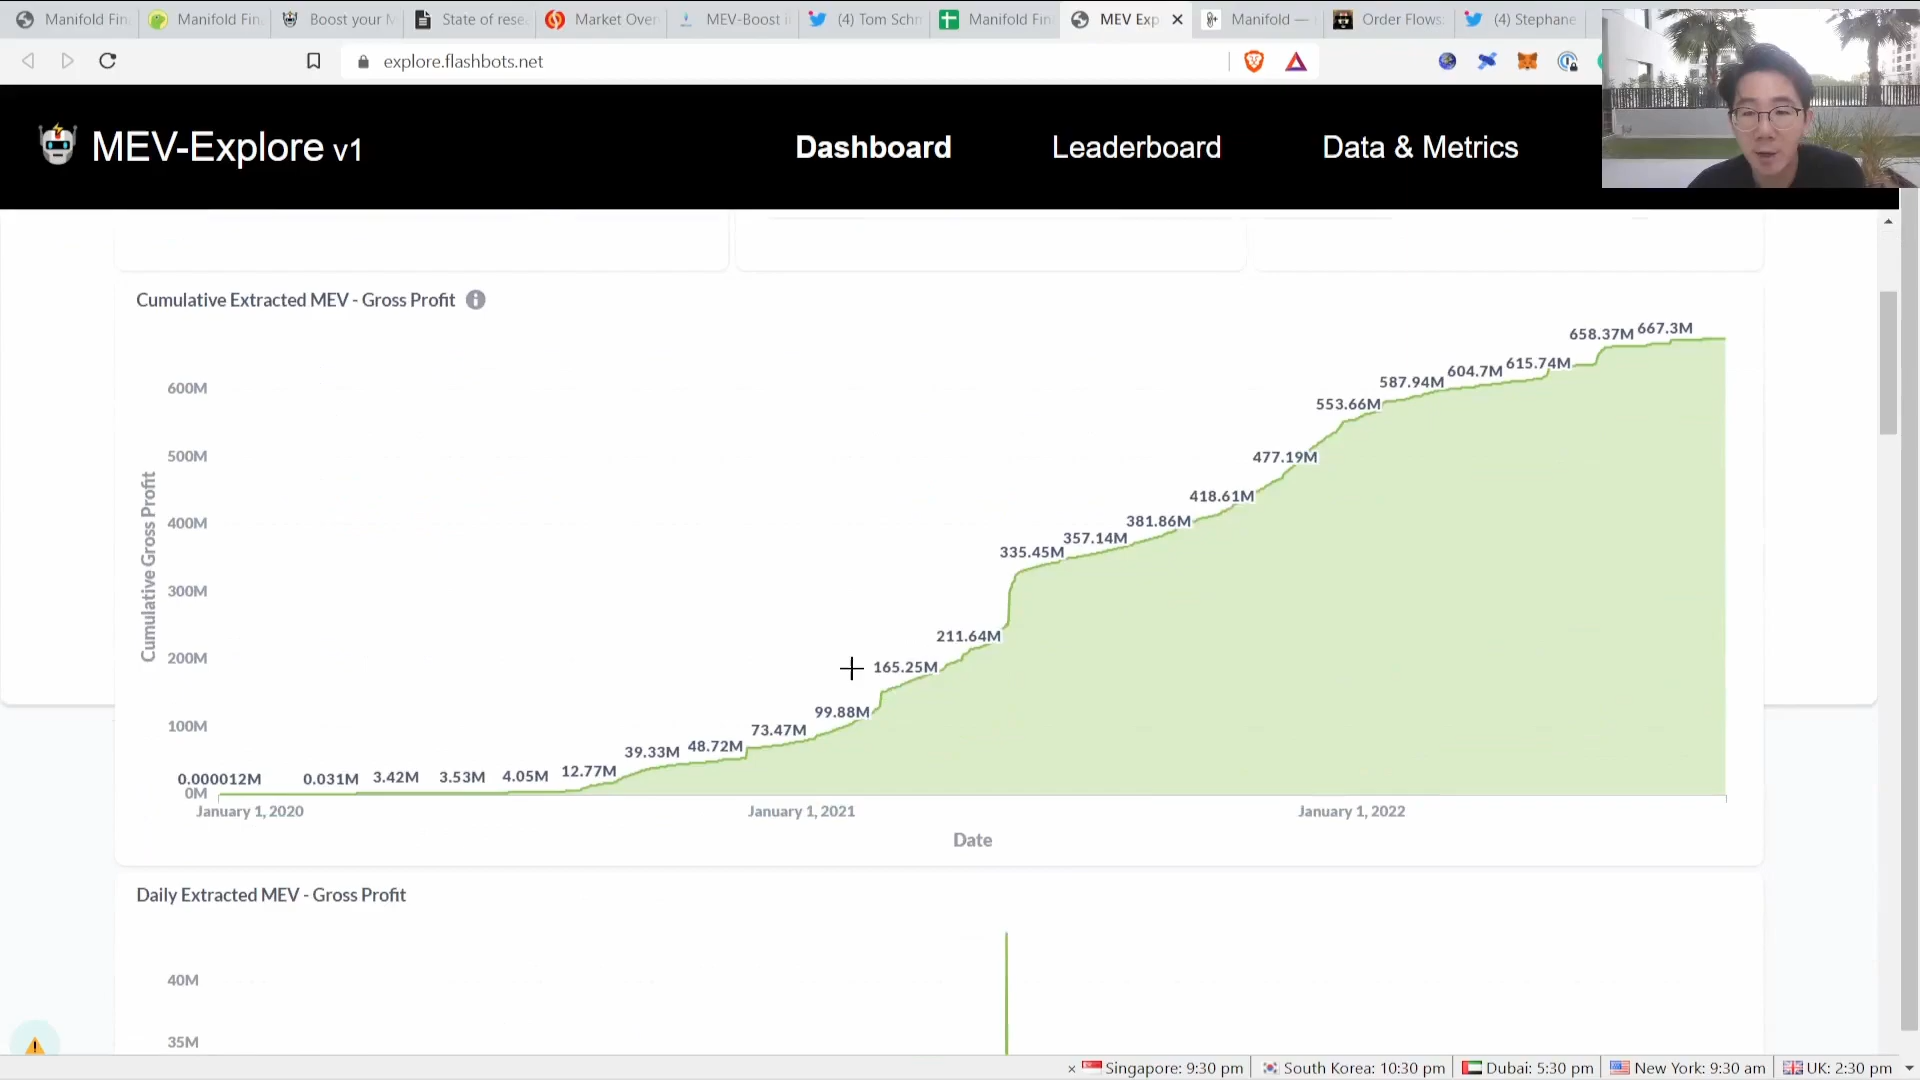 Manifold Fin
Manifold Fin
Boost your M
State of rese
Market Over
MEV-Boost i
(4) Tom Schm
Manifold Fin
MEV Exp
Manifold —
Order Flows:
(4) Stephane
explore.flashbots.net
MEV-Explore v1
Dashboard
Leaderboard
Data & Metrics
Cumulative Extracted MEV - Gross Profit
Cumulative Gross Profit
600M
500M
400M
300M
200M
100M
0M
0.000012M
0.031M
3.42M
3.53M
4.05M
12.77M
39.33M
48.72M
73.47M
99.88M
165.25M
211.64M
335.45M
357.14M
381.86M
418.61M
477.19M
553.66M
587.94M
604.7M
615.74M
658.37M
667.3M
January 1, 2020
January 1, 2021
January 1, 2022
Date
Daily Extracted MEV - Gross Profit
40M
35M
× Singapore: 9:30 pm
South Korea: 10:30 pm
Dubai: 5:30 pm
New York: 9:30 am
UK: 2:30 pm